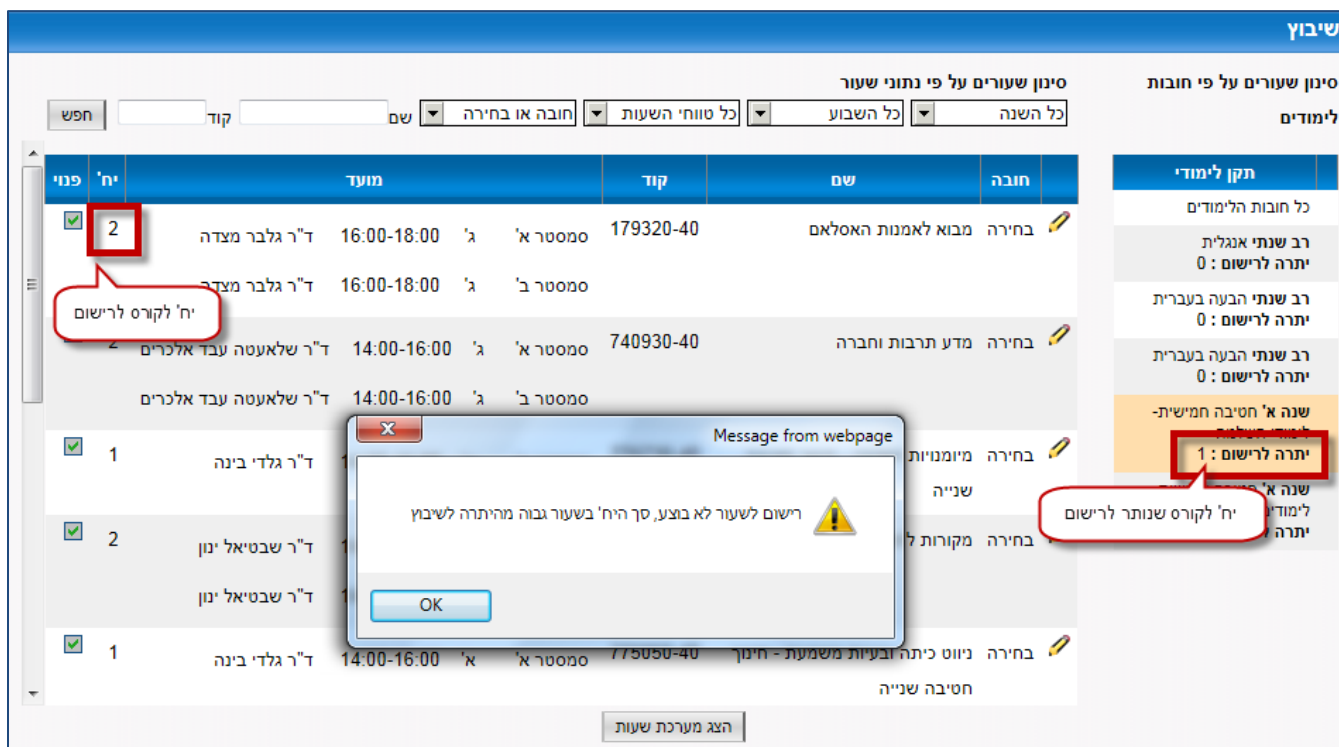 שיבוץ
סינון שעורים על פי חובות
לימודים
סינון שעורים על פי נתוני שעור
כל השנה כל השבוע כל טווחי השעות חובה או בחירה שם קוד חפש
תקן לימודי
כל חובות הלימודים
רב שנתי אנגלית
יתרה לרישום : 0
רב שנתי הבעה בעברית
יתרה לרישום : 0
רב שנתי הבעה בעברית
יתרה לרישום : 0
שנה א' חטיבה חמישית-
יתרה לרישום : 1
שנה א'
יח' לקורס שנותר לרישום
חובה שם קוד מועד יח' פנוי
בחירה מבוא לאמנות האסלאם 179320-40 סמסטר א' ג' 16:00-18:00 ד"ר גלבר מצדה 2
סמסטר ב' ג' 16:00-18:00 ד"ר גלבר מצדה
יח' לקורס לרישום
בחירה מדע תרבות וחברה 740930-40 סמסטר א' ג' 14:00-16:00 ד"ר שלאעטה עבד אלכרים 2
סמסטר ב' ג' 14:00-16:00 ד"ר שלאעטה עבד אלכרים
בחירה מיומנויות ד"ר גלדי בינה 1
שנייה
בחירה מקורות ד"ר שבטיאל ינון 2
ד"ר שבטיאל ינון
בחירה ניווט כיתה ובעיות משמעת - חינוך 775050-40 סמסטר א' א' 14:00-16:00 ד"ר גלדי בינה 1
חטיבה שנייה
Message from webpage
רישום לשעור לא בוצע, סך היח' בשעור גבוה מהיתרה לשיבוץ
OK
הצג מערכת שעות